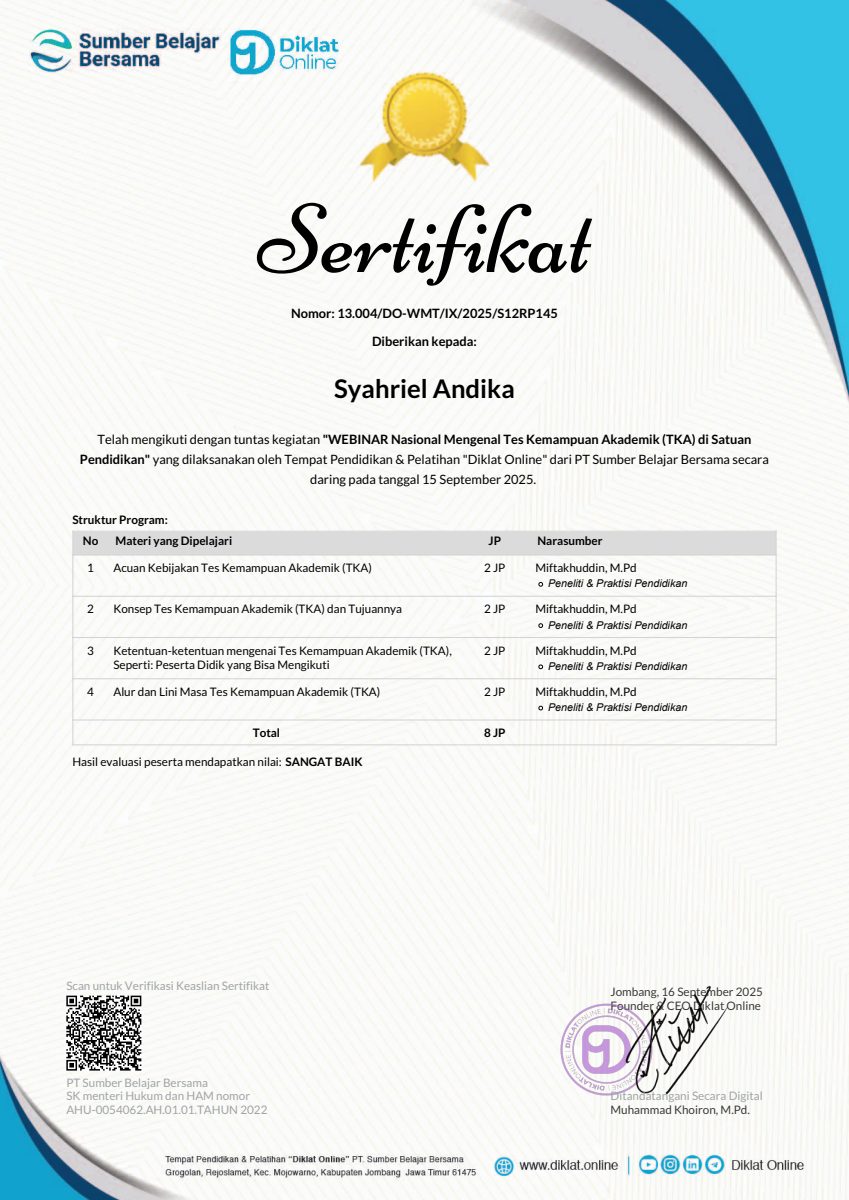 Sumber Belajar
Bersama
Diklat
Online
Sertifikat
Nomor: 13.004/DO-WMT/IX/2025/S12RP145
Diberikan kepada:
Syahriel Andika
Telah mengikuti dengan tuntas kegiatan "WEBINAR Nasional Mengenal Tes Kemampuan Akademik (TKA) di Satuan
Pendidikan" yang dilaksanakan oleh Tempat Pendidikan & Pelatihan "Diklat Online" dari PT Sumber Belajar Bersama secara
daring pada tanggal 15 September 2025.
Struktur Program:
No Materi yang Dipelajari JP Narasumber
1 Acuan Kebijakan Tes Kemampuan Akademik (TKA) 2 JP Miftakhuddin, M.Pd
Peneliti & Praktisi Pendidikan
2 Konsep Tes Kemampuan Akademik (TKA) dan Tujuannya 2 JP Miftakhuddin, M.Pd
Peneliti & Praktisi Pendidikan
3 Ketentuan-ketentuan mengenai Tes Kemampuan Akademik (TKA), 2 JP Miftakhuddin, M.Pd
Seperti: Peserta Didik yang Bisa Mengikuti Peneliti & Praktisi Pendidikan
4 Alur dan Lini Masa Tes Kemampuan Akademik (TKA) 2 JP Miftakhuddin, M.Pd
Peneliti & Praktisi Pendidikan
Total 8 JP
Hasil evaluasi peserta mendapatkan nilai: SANGAT BAIK
Scan untuk Verifikasi Keaslian Sertifikat
PT Sumber Belajar Bersama
SK menteri Hukum dan HAM nomor
AHU-0054062.AH.01.01.TAHUN 2022
Jombang, 16 September 2025
Founder & CEO Diklat Online
DIKLATONLINE | DIKLATONLINE | DIKLATONLINE
Ditandatangani Secara Digital
Muhammad Khoiron, M.Pd.
Tempat Pendidikan & Pelatihan "Diklat Online" PT. Sumber Belajar Bersama
Grogolan, Rejoslamet, Kec. Mojowarno, Kabupaten Jombang Jawa Timur 61475
www.diklat.online
Diklat Online